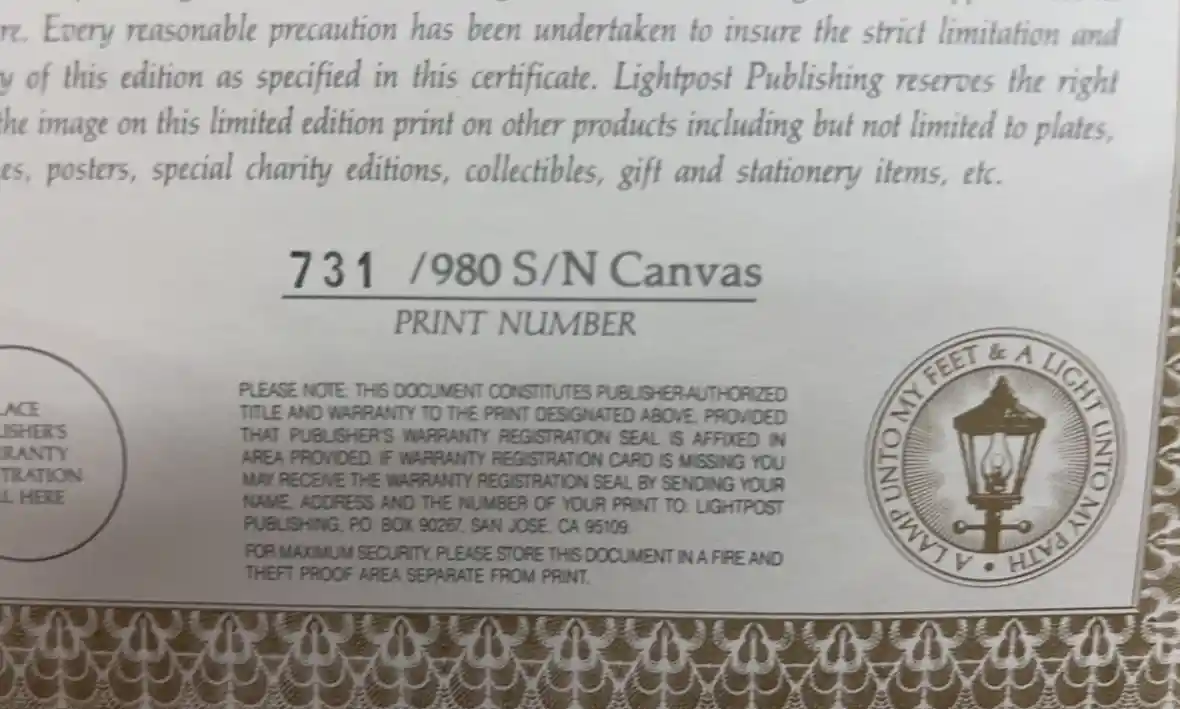 re. Every reasonable precaution has been undertaken to insure the strict limitation and
y of this edition as specified in this certificate. Lightpost Publishing reserves the right
the image on this limited edition print on other products including but not limited to plates,
es, posters, special charity editions, collectibles, gift and stationery items, etc.
731 /980 S/N Canvas
PRINT NUMBER
LACE
LISHER'S
RRANTY
TRATION
L HERE
PLEASE NOTE: THIS DOCUMENT CONSTITUTES PUBLISHER-AUTHORIZED
TITLE AND WARRANTY TO THE PRINT DESIGNATED ABOVE, PROVIDED
THAT PUBLISHER'S WARRANTY REGISTRATION SEAL IS AFFIXED IN
AREA PROVIDED. IF WARRANTY REGISTRATION CARD IS MISSING YOU
MAY RECEIVE THE WARRANTY REGISTRATION SEAL BY SENDING YOUR
NAME, ADDRESS AND THE NUMBER OF YOUR PRINT TO: LIGHTPOST
PUBLISHING, P.O. BOX 90267, SAN JOSE, CA 95109.
FOR MAXIMUM SECURITY, PLEASE STORE THIS DOCUMENT IN A FIRE AND
THEFT PROOF AREA SEPARATE FROM PRINT.
A LAMP UNTO MY FEET & A LIGHT UNTO MY PATH •